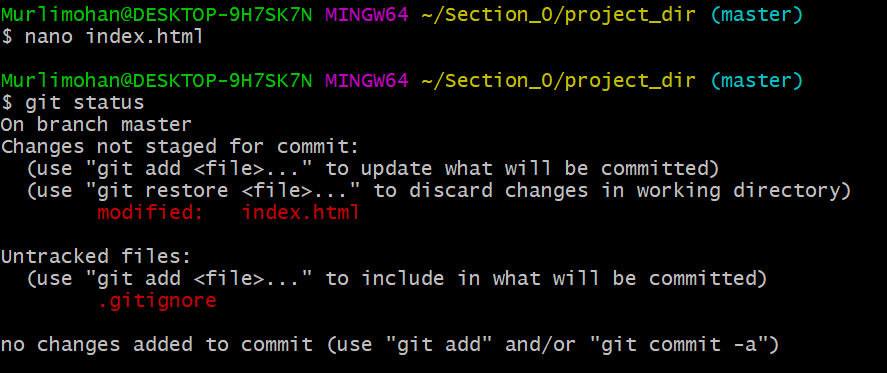 Murlimohan@DESKTOP-9H7SK7N MINGW64 ~/Section_0/project_dir (master)
$ nano index.html

Murlimohan@DESKTOP-9H7SK7N MINGW64 ~/Section_0/project_dir (master)
$ git status
On branch master
Changes not staged for commit:
  (use "git add <file>..." to update what will be committed)
  (use "git restore <file>..." to discard changes in working directory)
        modified:   index.html

Untracked files:
  (use "git add <file>..." to include in what will be committed)
        .gitignore

no changes added to commit (use "git add" and/or "git commit -a")